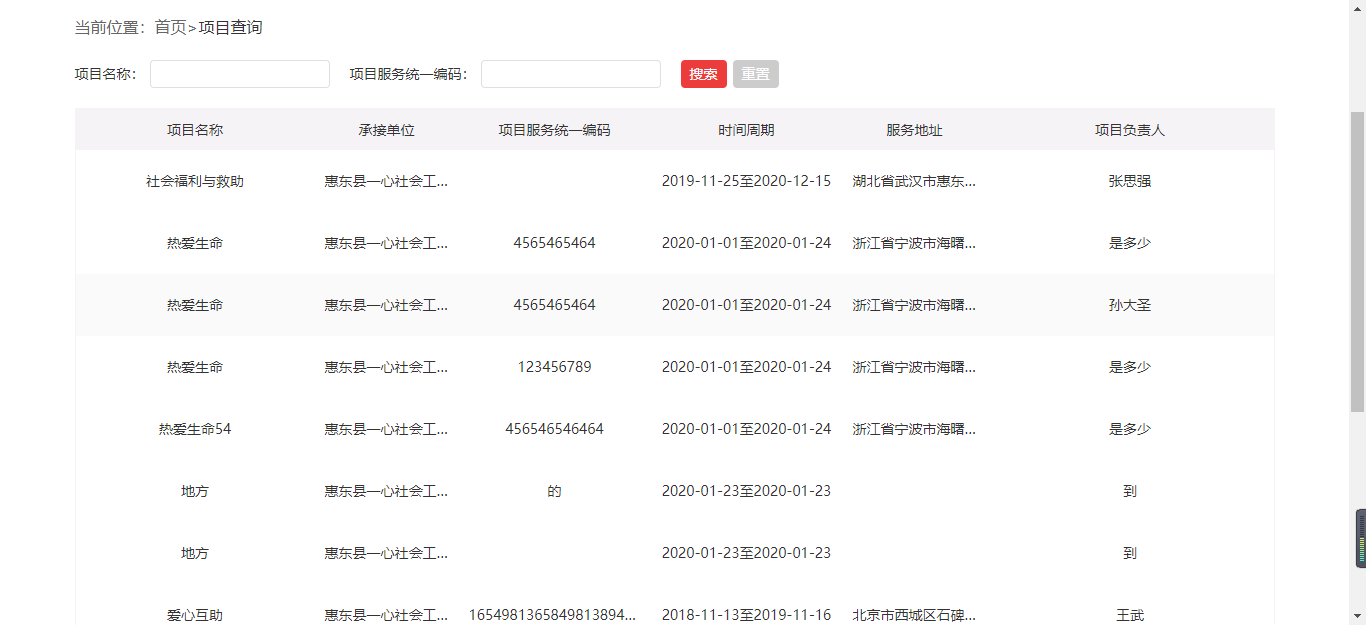 当前位置：首页>项目查询
项目名称： 项目服务统一编码： 搜索 重置
项目名称 承接单位 项目服务统一编码 时间周期 服务地址 项目负责人
社会福利与救助 惠东县一心社会工... 2019-11-25至2020-12-15 湖北省武汉市惠东... 张思强
热爱生命 惠东县一心社会工... 4565465464 2020-01-01至2020-01-24 浙江省宁波市海曙... 是多少
热爱生命 惠东县一心社会工... 4565465464 2020-01-01至2020-01-24 浙江省宁波市海曙... 孙大圣
热爱生命 惠东县一心社会工... 123456789 2020-01-01至2020-01-24 浙江省宁波市海曙... 是多少
热爱生命54 惠东县一心社会工... 456546546464 2020-01-01至2020-01-24 浙江省宁波市海曙... 是多少
地方 惠东县一心社会工... 的 2020-01-23至2020-01-23 到
地方 惠东县一心社会工... 2020-01-23至2020-01-23 到
爱心互助 惠东县一心社会工... 1654981365849813894... 2018-11-13至2019-11-16 北京市西城区石碑... 王武